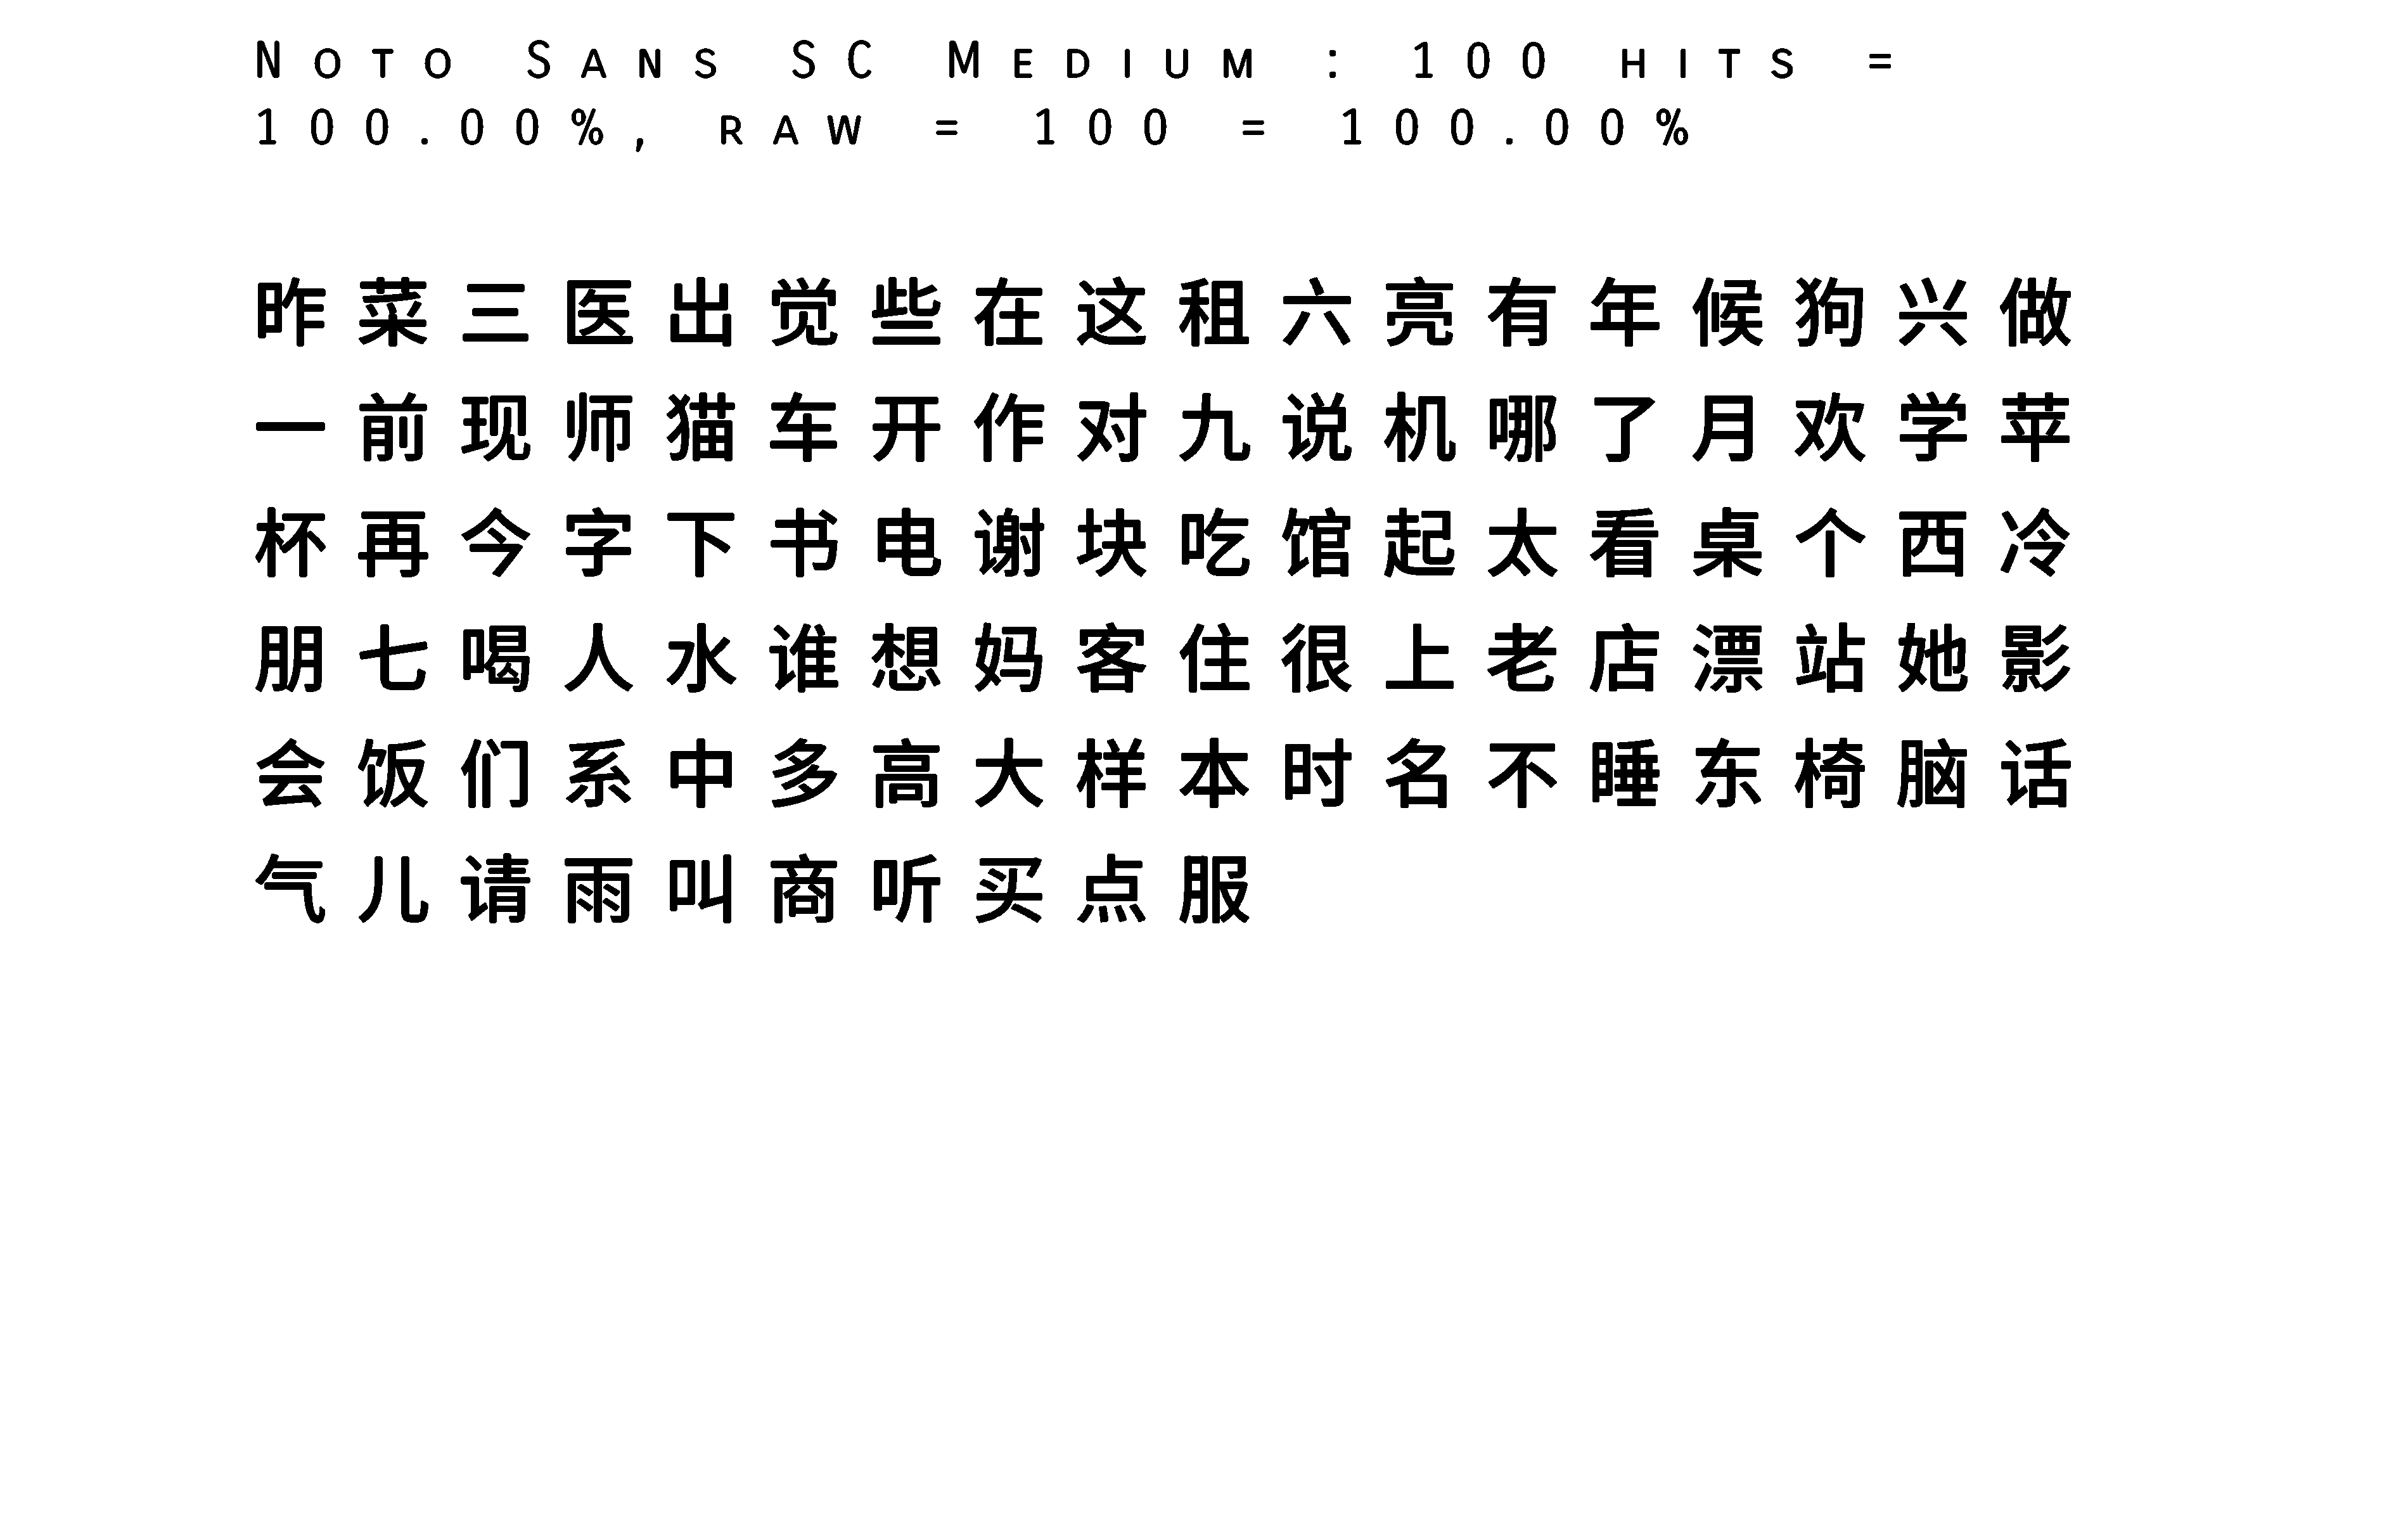 Noto Sans SC Medium : 100 hits =
100.00%, raw = 100 = 100.00%
昨菜三医出觉些在这租六亮有年候狗兴做
一前现师猫车开作对九说机哪了月欢学苹
杯再今字下书电谢块吃馆起太看桌个西冷
朋七喝人水谁想妈客住很上老店漂站她影
会饭们系中多高大样本时名不睡东椅脑话
气儿请雨叫商听买点服